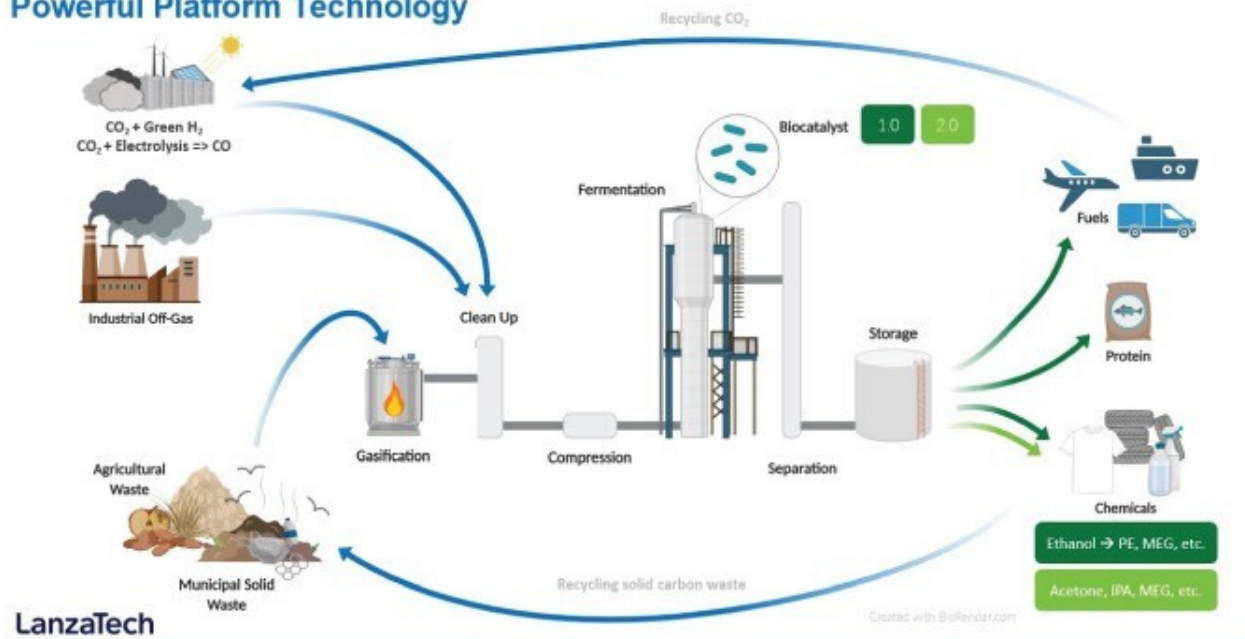 Powerful Platform Technology
Recycling CO₂
CO₂ + Green H₂
CO₂ + Electrolysis => CO
Biocatalyst
1.0
2.0
Fermentation
Fuels
Industrial Off-Gas
Clean Up
Storage
Protein
Gasification
Compression
Separation
Agricultural
Waste
Chemicals
Ethanol → PE, MEG, etc.
Municipal Solid
Waste
Recycling solid carbon waste
Acetone, IPA, MEG, etc.
Created with BioRender.com
LanzaTech